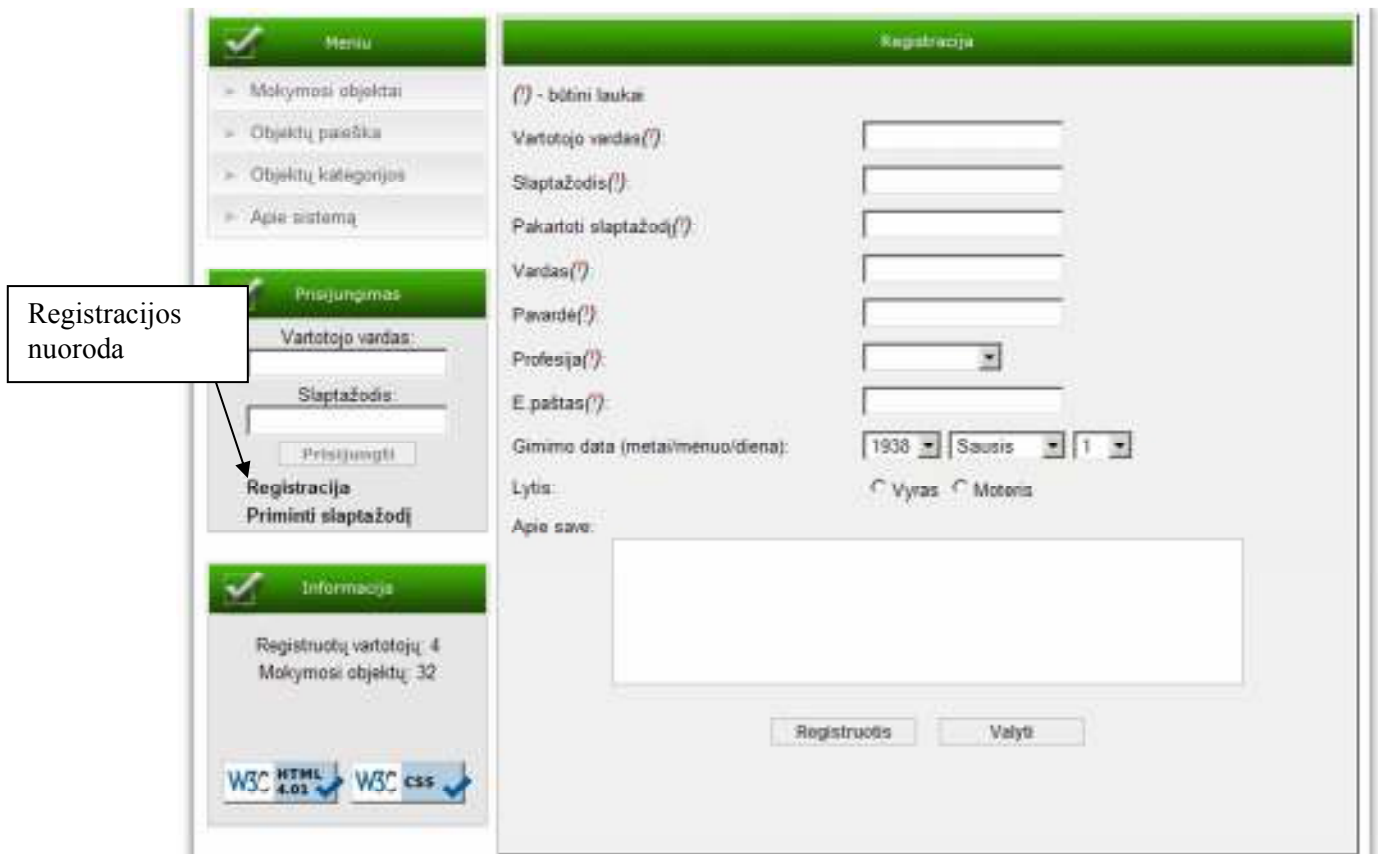 Meniu
Mokymosi objektai
Objektų paieška
Objektų kategorijos
Apie sistemą
Registracijos
nuoroda
Prisijungimas
Vartotojo vardas:
Slaptažodis:
Prisijungti
Registracija
Priminti slaptažodį
Informacija
Registruotų vartotojų: 4
Mokymosi objektų: 32
W3C HTML 4.01
W3C CSS
Registracija
(!) - būtini laukai
Vartotojo vardas(!):
Slaptažodis(!):
Pakartoti slaptažodį(!):
Vardas(!):
Pavardė(!):
Profesija(!):
E.paštas(!):
Gimimo data (metai/mėnuo/diena): 1938 Sausis 1
Lytis: Vyras Moteris
Apie save:
Registruotis Valyti